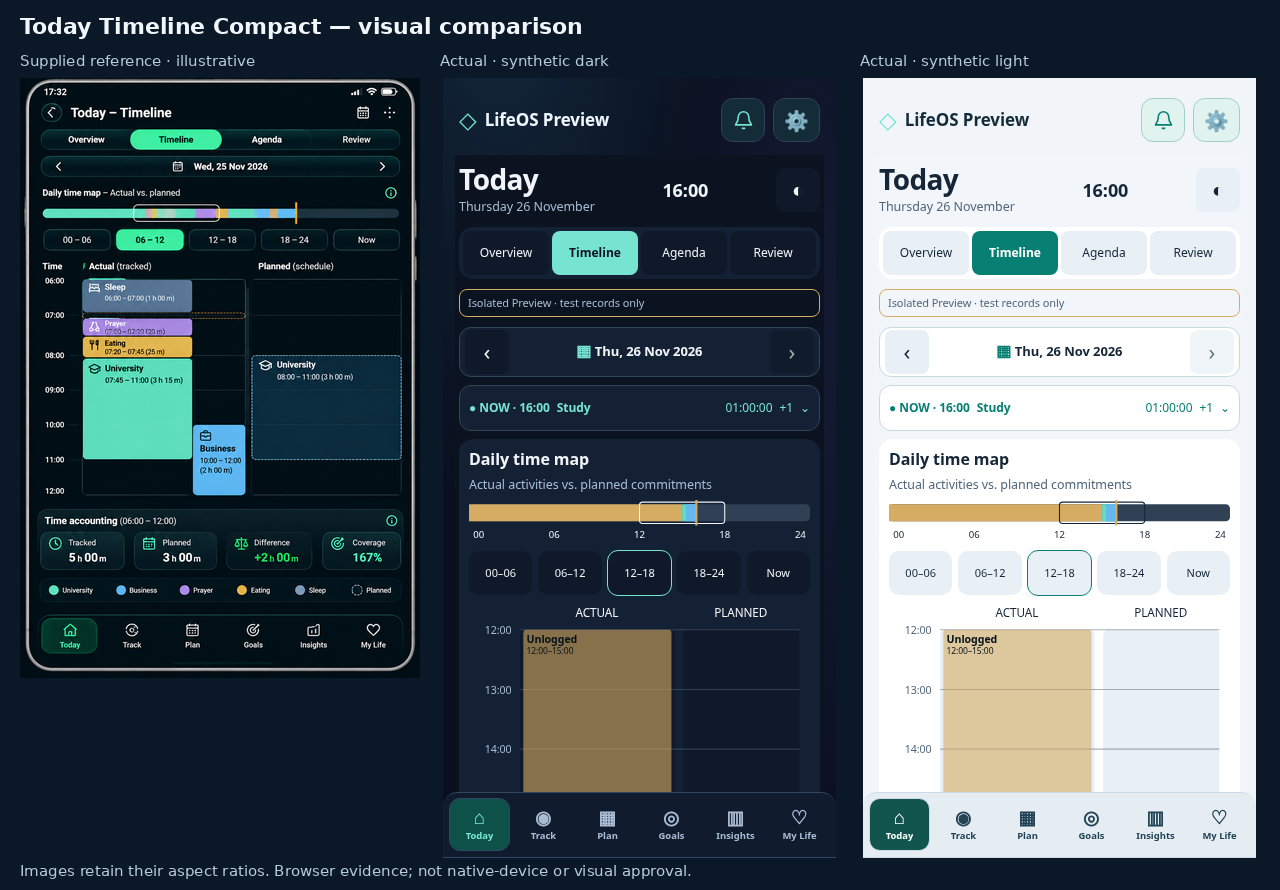 Today Timeline Compact — visual comparison
Supplied reference · illustrative
17:32
Today – Timeline
Overview Timeline Agenda Review
Wed, 25 Nov 2026
Daily time map – Actual vs. planned
00 – 06 06 – 12 12 – 18 18 – 24 Now
Time Actual (tracked) Planned (schedule)
06:00
Sleep
06:00 – 07:00 (1 h 00 m)
07:00
Prayer
Eating
07:20 – 07:45 (25 m)
08:00
University
07:45 – 11:00 (3 h 15 m)
University
08:00 – 11:00 (3 h 00 m)
09:00
10:00
Business
10:00 – 12:00
(2 h 00 m)
11:00
12:00
Time accounting (06:00 – 12:00)
Tracked
5 h 00 m
Planned
3 h 00 m
Difference
+2 h 00 m
Coverage
167%
University Business Prayer Eating Sleep Planned
Today Track Plan Goals Insights My Life
Actual · synthetic dark
LifeOS Preview
Today
Thursday 26 November
16:00
Overview Timeline Agenda Review
Isolated Preview · test records only
Thu, 26 Nov 2026
● NOW · 16:00 Study 01:00:00 +1
Daily time map
Actual activities vs. planned commitments
00 06 12 18 24
00–06 06–12 12–18 18–24 Now
ACTUAL PLANNED
12:00
Unlogged
12:00–15:00
13:00
14:00
Today Track Plan Goals Insights My Life
Actual · synthetic light
LifeOS Preview
Today
Thursday 26 November
16:00
Overview Timeline Agenda Review
Isolated Preview · test records only
Thu, 26 Nov 2026
● NOW · 16:00 Study 01:00:00 +1
Daily time map
Actual activities vs. planned commitments
00 06 12 18 24
00–06 06–12 12–18 18–24 Now
ACTUAL PLANNED
12:00
Unlogged
12:00–15:00
13:00
14:00
Today Track Plan Goals Insights My Life
Images retain their aspect ratios. Browser evidence; not native-device or visual approval.